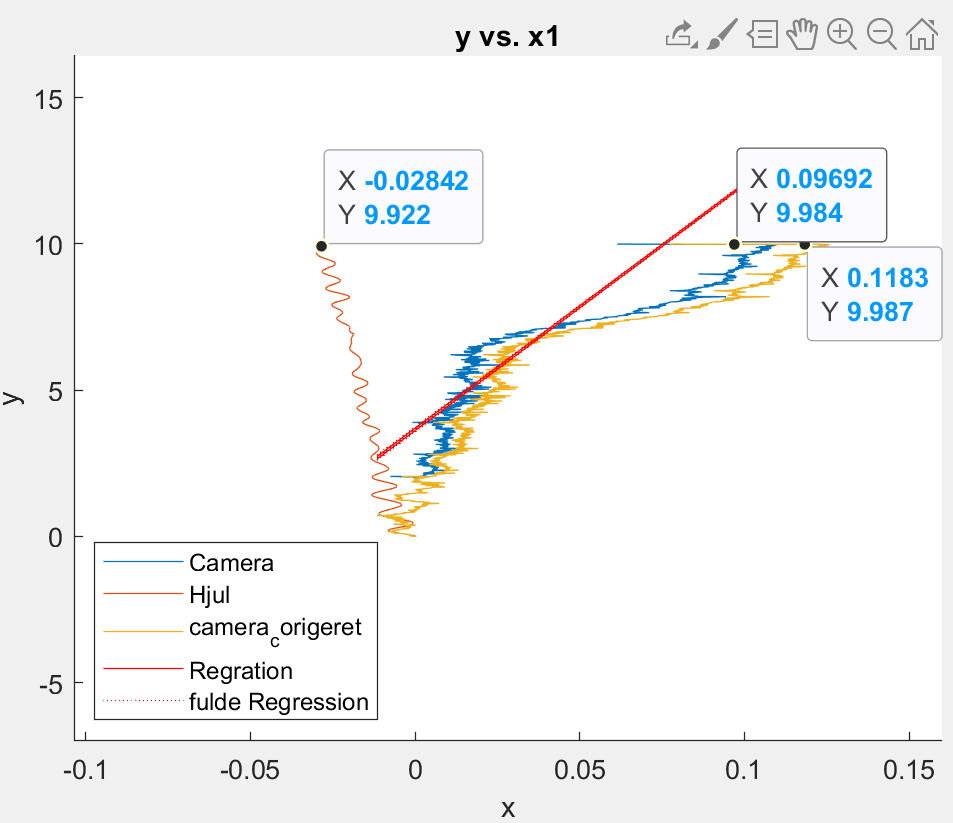 y vs. x1
15
10
5
0
-5
y
X -0.02842
Y 9.922
X 0.09692
Y 9.984
X 0.1183
Y 9.987
Camera
Hjul
camera_corigeret
Regration
fulde Regression
-0.1
-0.05
0
0.05
0.1
0.15
x